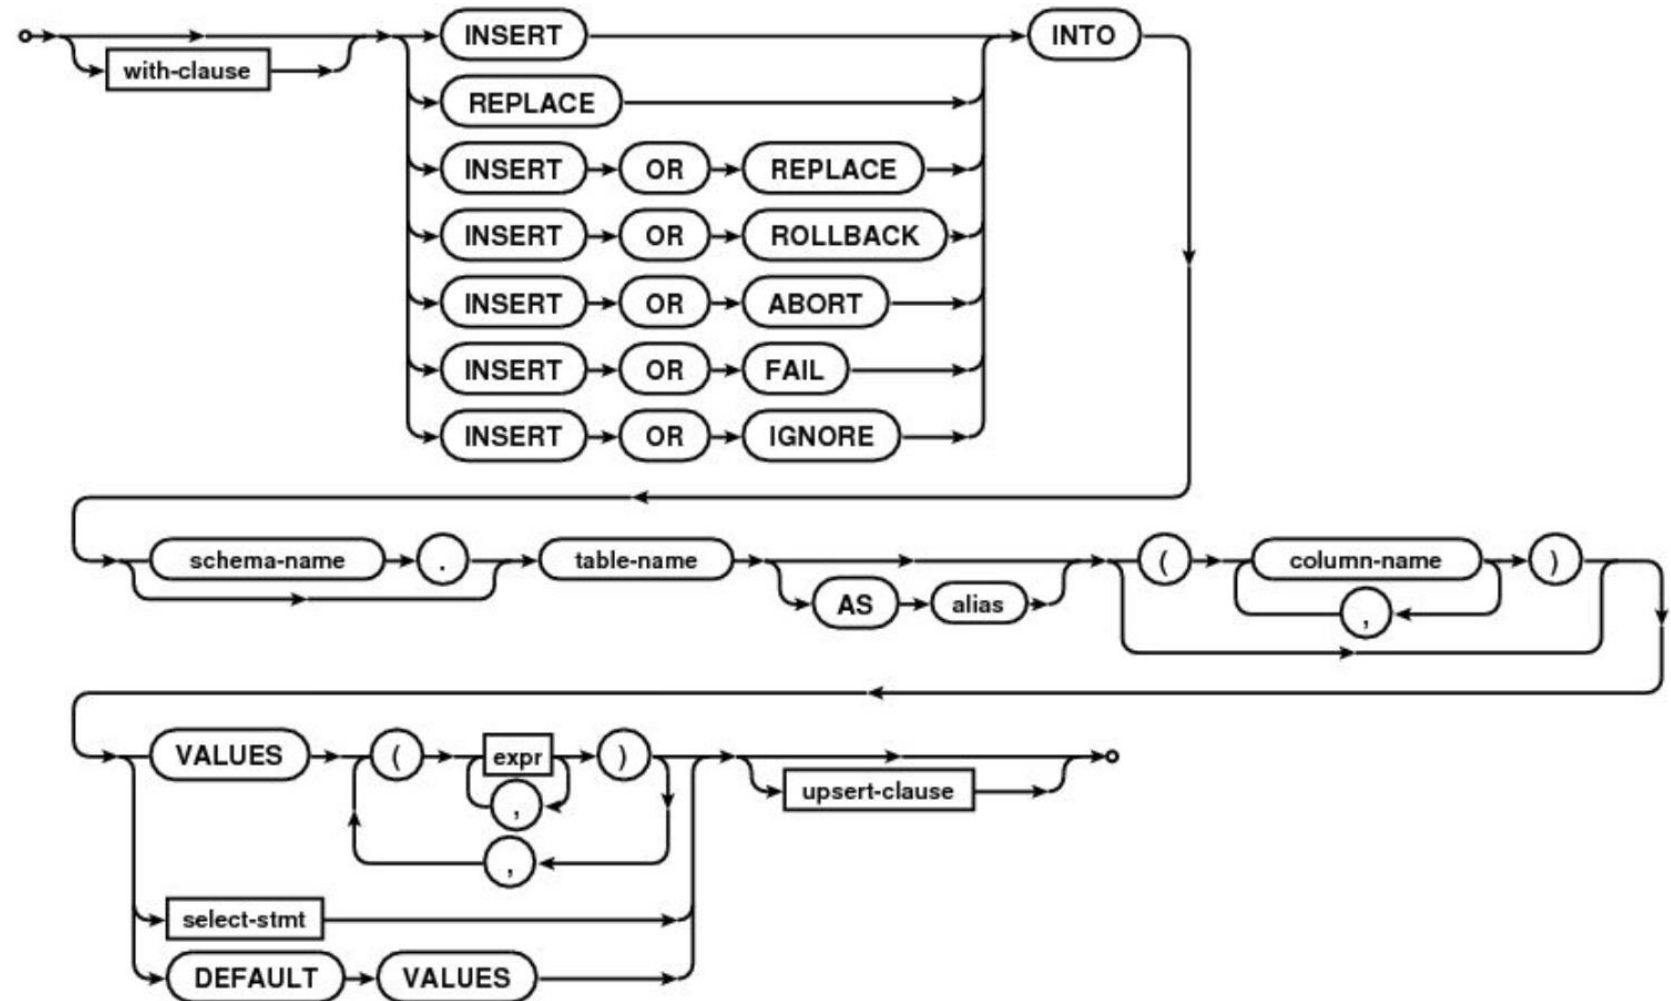 INSERT INTO
with-clause
REPLACE
INSERT OR REPLACE
INSERT OR ROLLBACK
INSERT OR ABORT
INSERT OR FAIL
INSERT OR IGNORE
schema-name . table-name ( column-name )
AS alias ,
VALUES ( expr )
upsert-clause
,
,
select-stmt
DEFAULT VALUES